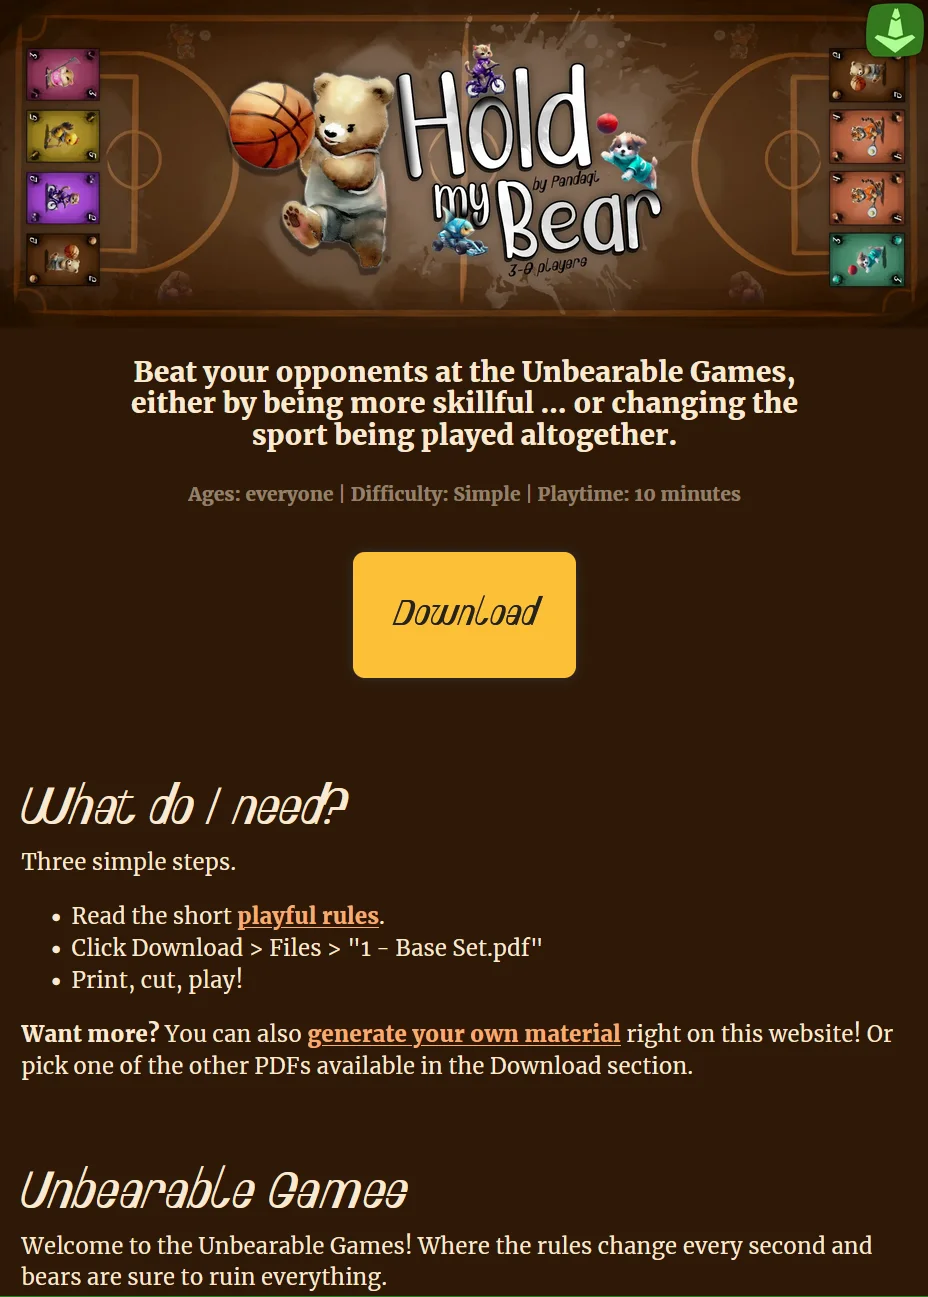 Hold
my Bear
by Pandaqi
Beat your opponents at the Unbearable Games,
either by being more skillful ... or changing the
sport being played altogether.
Ages: everyone | Difficulty: Simple | Playtime: 10 minutes
Download
What do I need?
Three simple steps.
• Read the short playful rules.
• Click Download > Files > "1 - Base Set.pdf"
• Print, cut, play!
Want more? You can also generate your own material right on this website! Or
pick one of the other PDFs available in the Download section.
Unbearable Games
Welcome to the Unbearable Games! Where the rules change every second and
bears are sure to ruin everything.